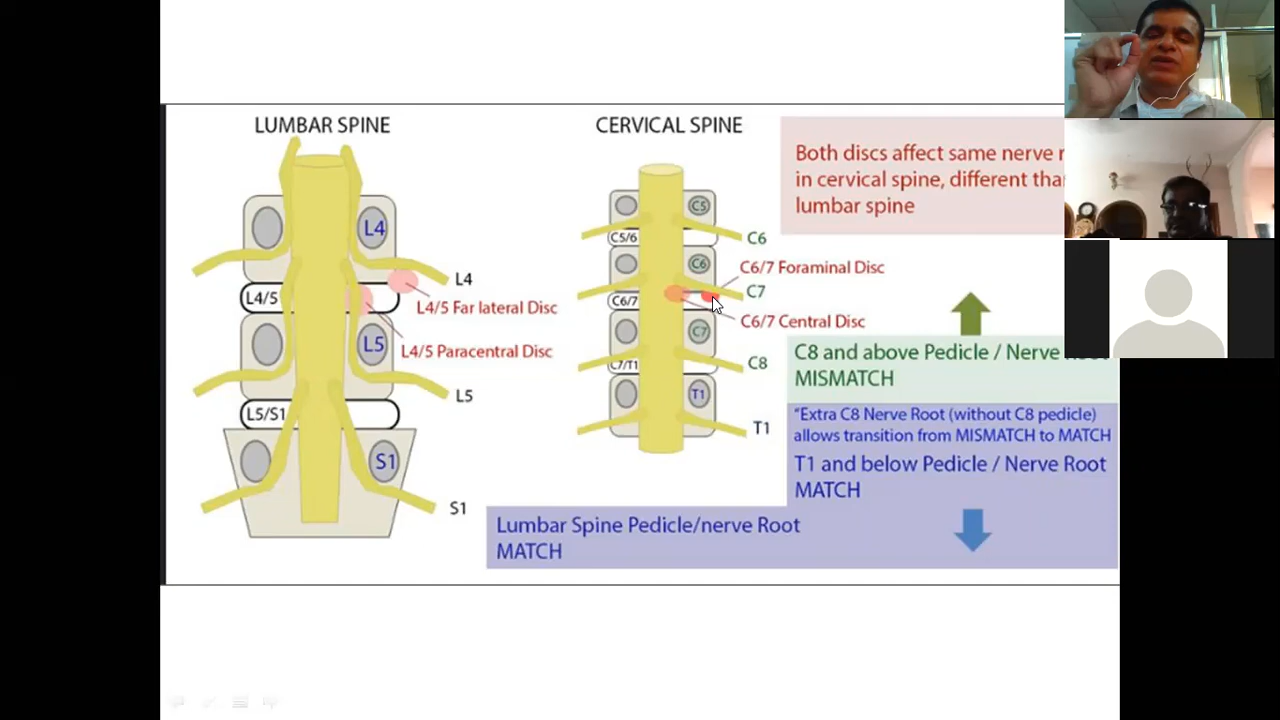 LUMBAR SPINE
L4
L4
L4/5
L4/5 Far lateral Disc
L5
L4/5 Paracentral Disc
L5
L5/S1
S1
S1
CERVICAL SPINE
C5
C5/6
C6
C6
C6/7 Foraminal Disc
C7
C6/7
C6/7 Central Disc
C7
C7/T1
C8
T1
T1
Both discs affect same nerve
in cervical spine, different
lumbar spine
C8 and above Pedicle / Nerve
MISMATCH
"Extra C8 Nerve Root (without C8 pedicle)
allows transition from MISMATCH to MATCH
T1 and below Pedicle / Nerve Root
MATCH
Lumbar Spine Pedicle/nerve Root
MATCH